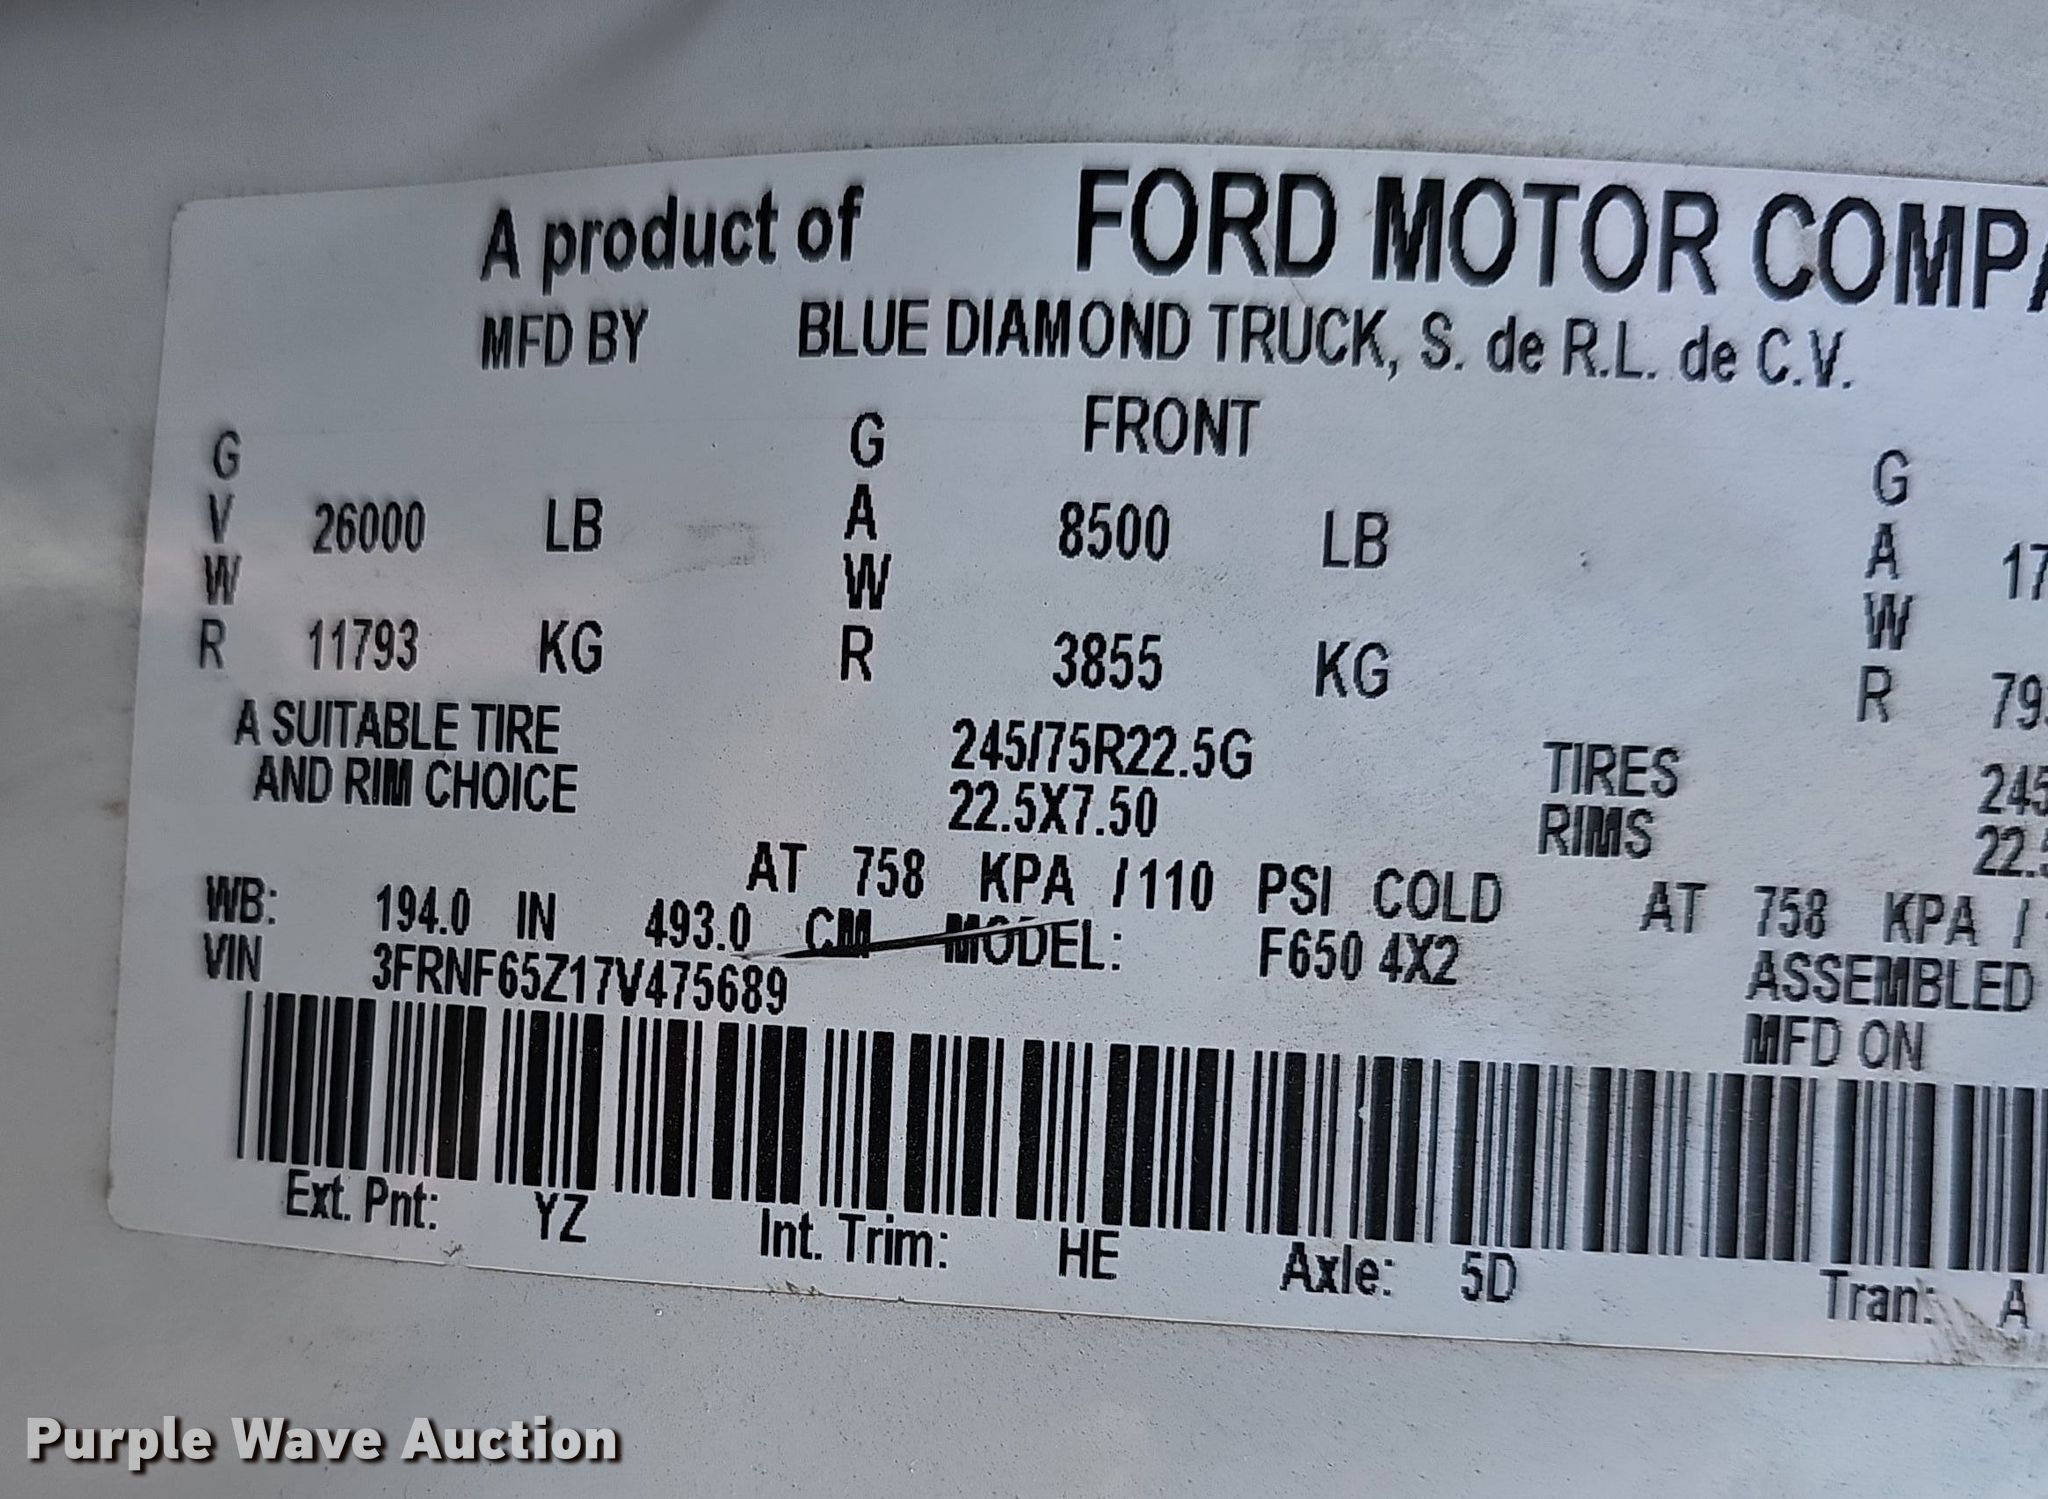 A product of FORD MOTOR COMPA
MFD BY BLUE DIAMOND TRUCK, S. de R.L. de C.V.
FRONT
GVWR 26000 LB GAWR 8500 LB GAWR 17
11793 KG 3855 KG 79
A SUITABLE TIRE 245/75R22.5G TIRES 245
AND RIM CHOICE 22.5X7.50 RIMS 22.5
AT 758 KPA /110 PSI COLD AT 758 KPA /
WB: 194.0 IN 493.0 CM MODEL: F650 4X2 ASSEMBLED
VIN 3FRNF65Z17V475689 MFD ON
Ext. Pnt: YZ Int. Trim: HE Axle: 5D Tran: A
Purple Wave Auction